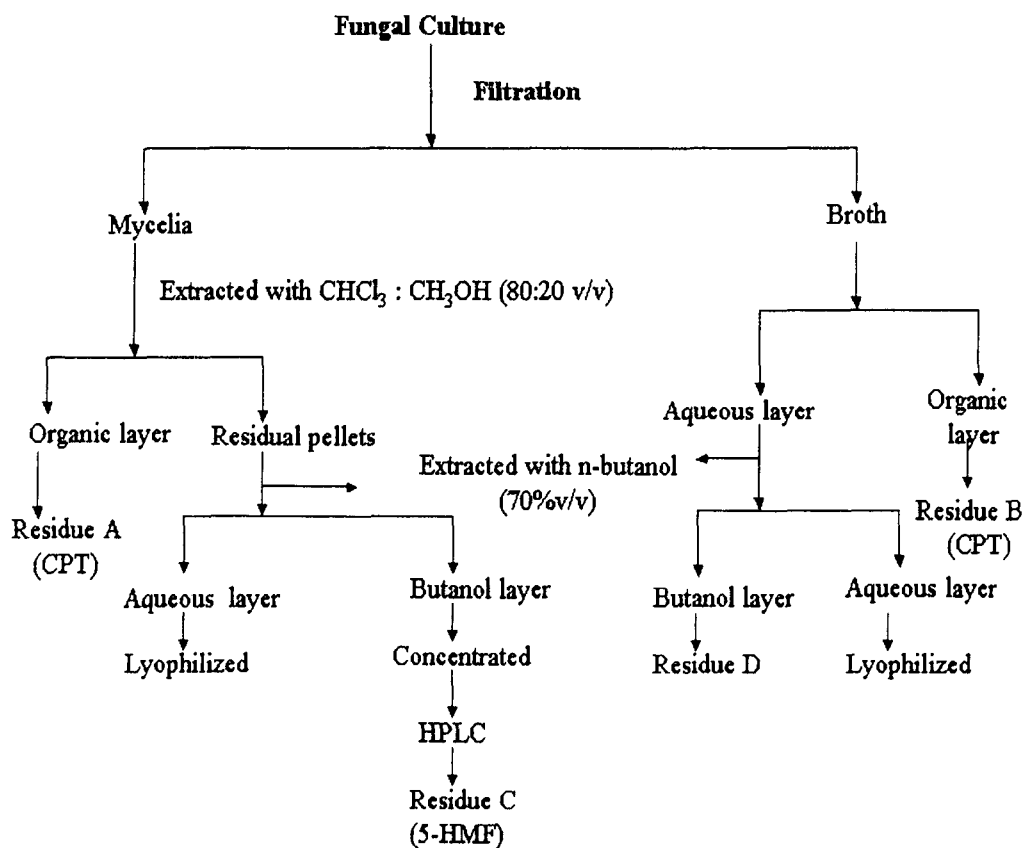 Fungal Culture
Filtration
Mycelia
Broth
Extracted with CHCl₃ : CH₃OH (80:20 v/v)
Organic layer
Residual pellets
Aqueous layer
Organic
layer
Extracted with n-butanol
(70%v/v)
Residue A
(CPT)
Residue B
(CPT)
Aqueous layer
Butanol layer
Butanol layer
Aqueous layer
Lyophilized
Concentrated
Residue D
Lyophilized
HPLC
Residue C
(5-HMF)